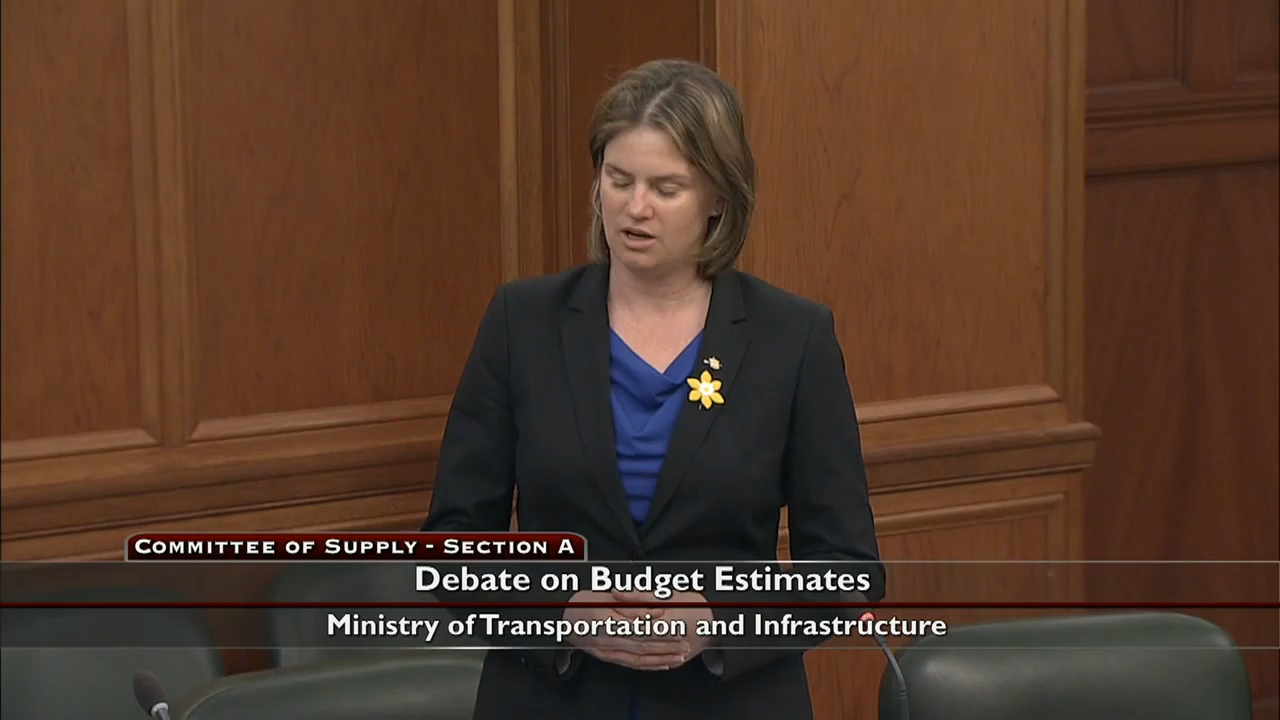 Committee of Supply - Section A
Debate on Budget Estimates
Ministry of Transportation and Infrastructure